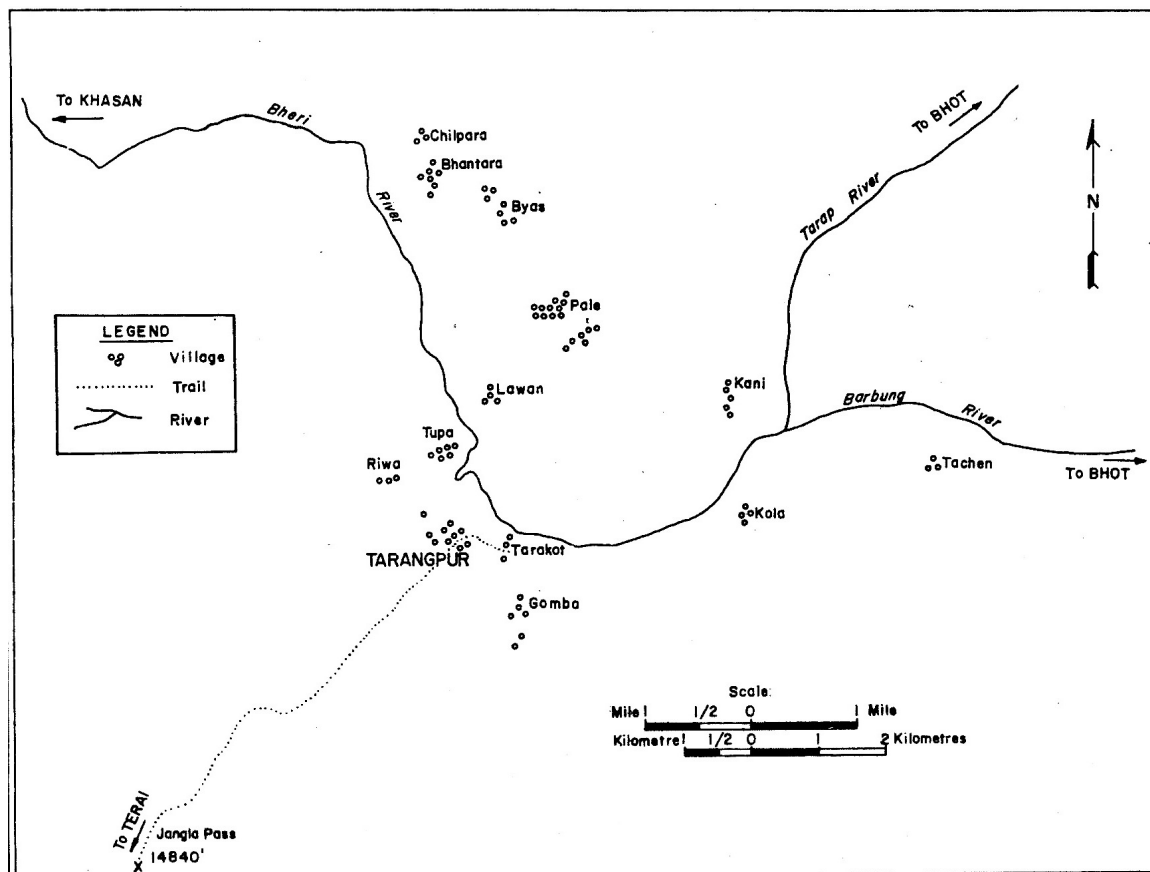 To KHASAN
Bheri
River
Chilpara
Bhantara
Byas
To BHOT
Tarap River
N
Pale
LEGEND
Village
Trail
River
Lawan
Kani
Barbung River
Tupa
Riwa
Tachen
To BHOT
Kola
TARANGPUR
Tarakot
Gomba
Scale:
Mile 1 1/2 0 1 Mile
Kilometre 1 1/2 0 1 2 Kilometres
To TERAI
Jangla Pass
14840'
X